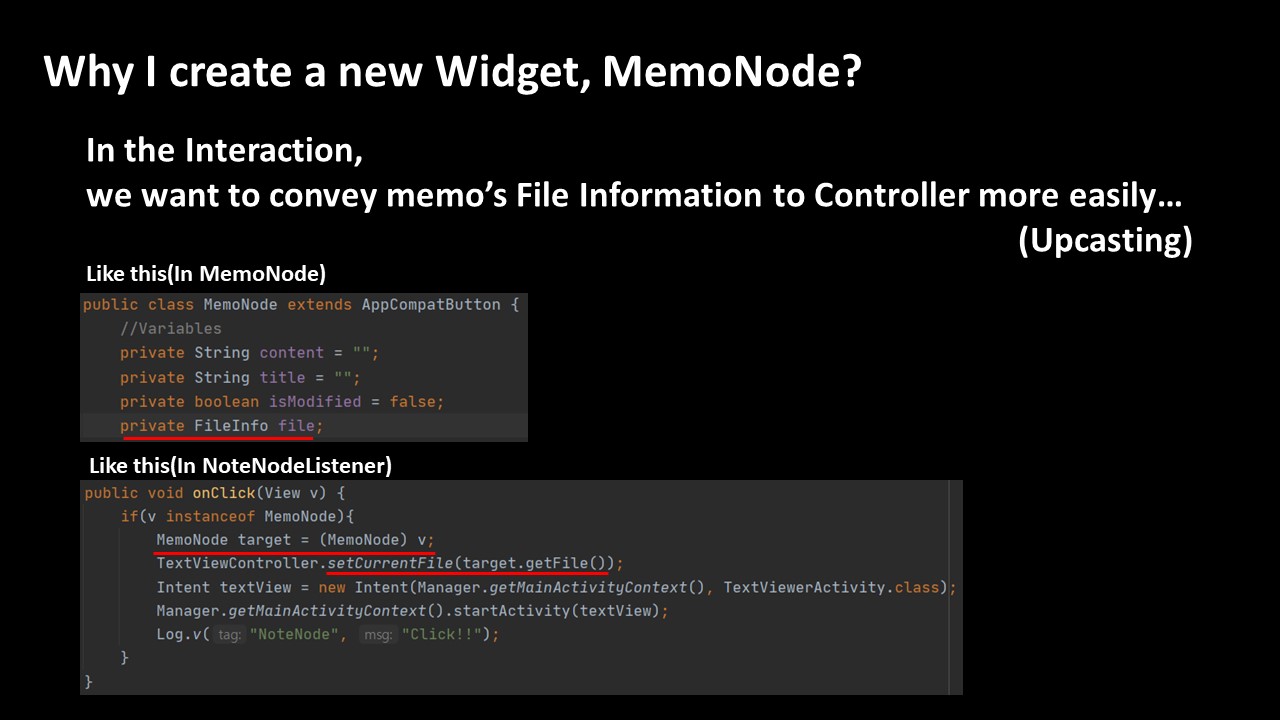 Why I create a new Widget, MemoNode?
In the Interaction,
we want to convey memo’s File Information to Controller more easily…
(Upcasting)
Like this(In MemoNode)
public class MemoNode extends AppCompatButton {
//Variables
private String content = "";
private String title = "";
private boolean isModified = false;
private FileInfo file;
Like this(In NoteNodeListener)
public void onClick(View v) {
if(v instanceof MemoNode){
MemoNode target = (MemoNode) v;
TextViewController.setCurrentFile(target.getFile());
Intent textView = new Intent(Manager.getMainActivityContext(), TextViewerActivity.class);
Manager.getMainActivityContext().startActivity(textView);
Log.v( tag: "NoteNode", msg: "Click!!");
}
}